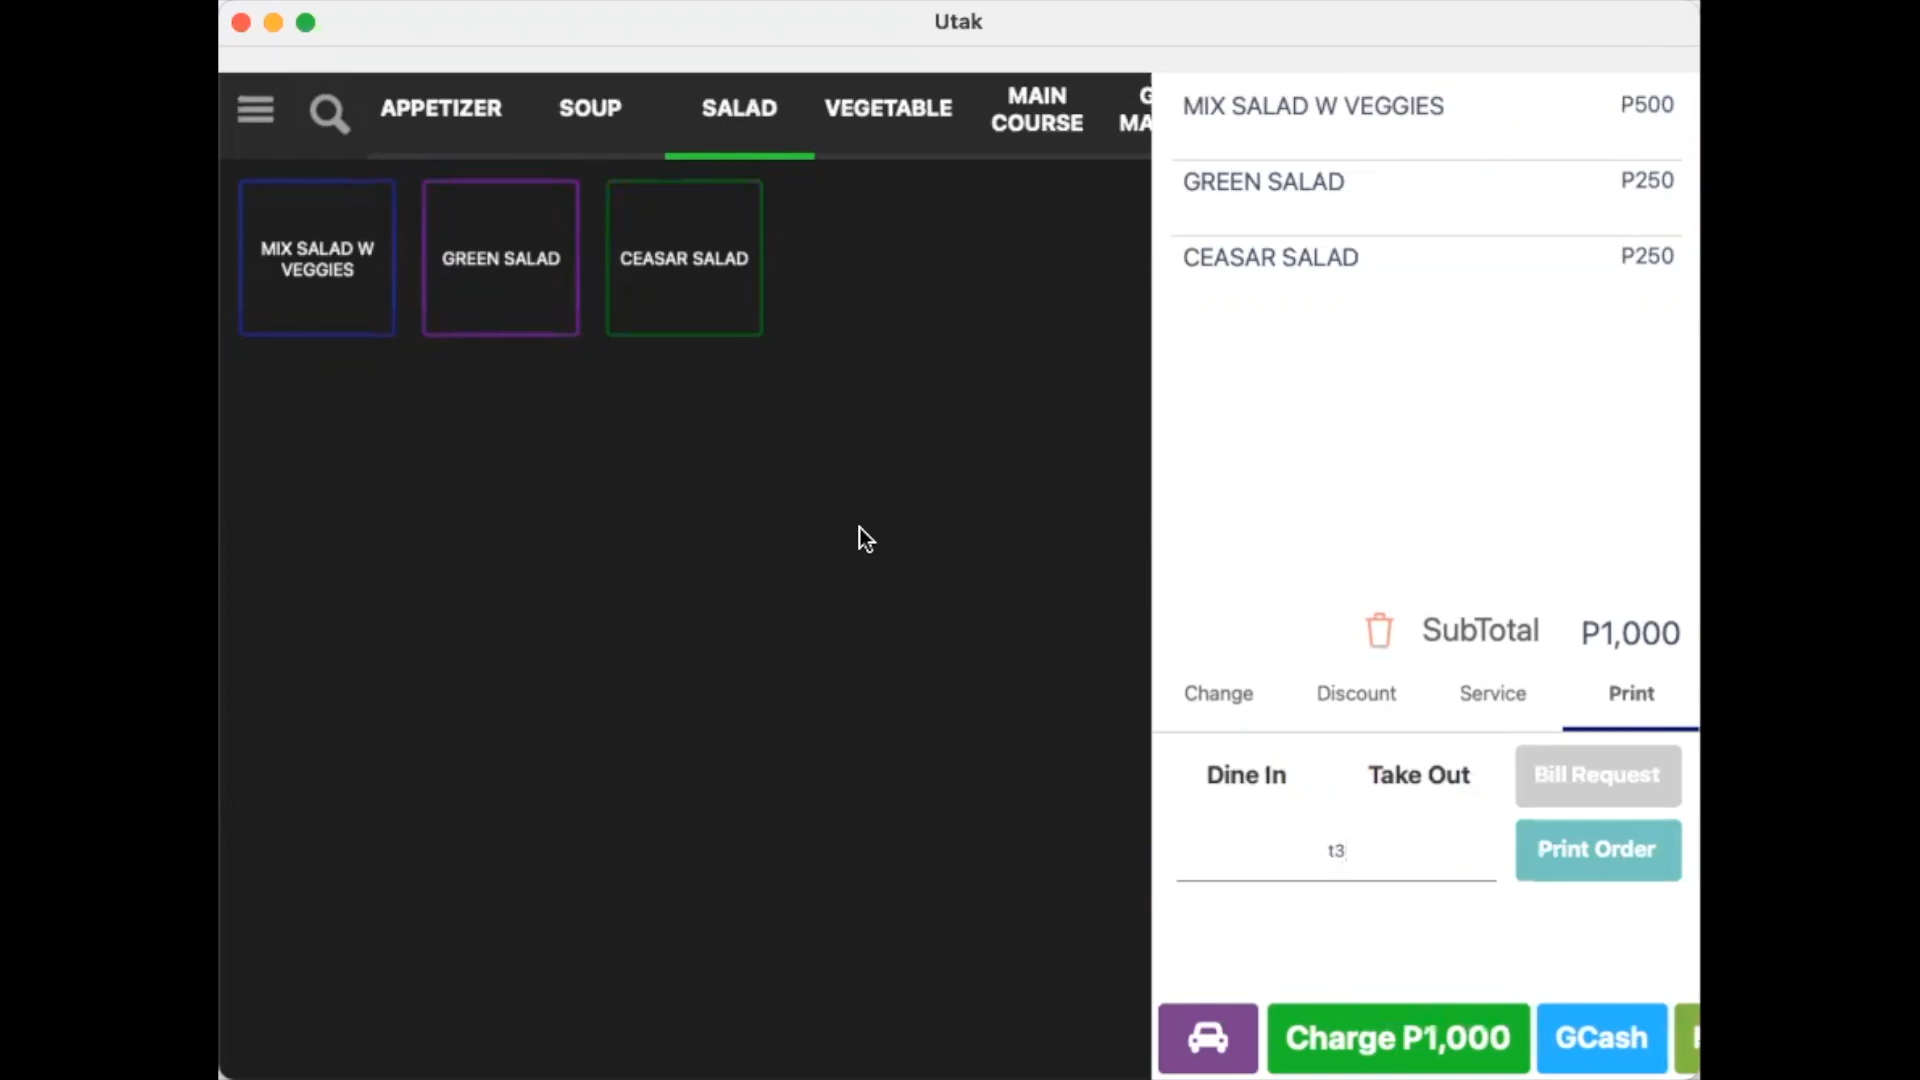 Utak
APPETIZER
SOUP
SALAD
VEGETABLE
MAIN
COURSE
MIX SALAD W
VEGGIES
GREEN SALAD
CEASAR SALAD
MIX SALAD W VEGGIES P500
GREEN SALAD P250
CEASAR SALAD P250
SubTotal P1,000
Change Discount Service Print
Dine In Take Out Bill Request
t3 Print Order
Charge P1,000 GCash